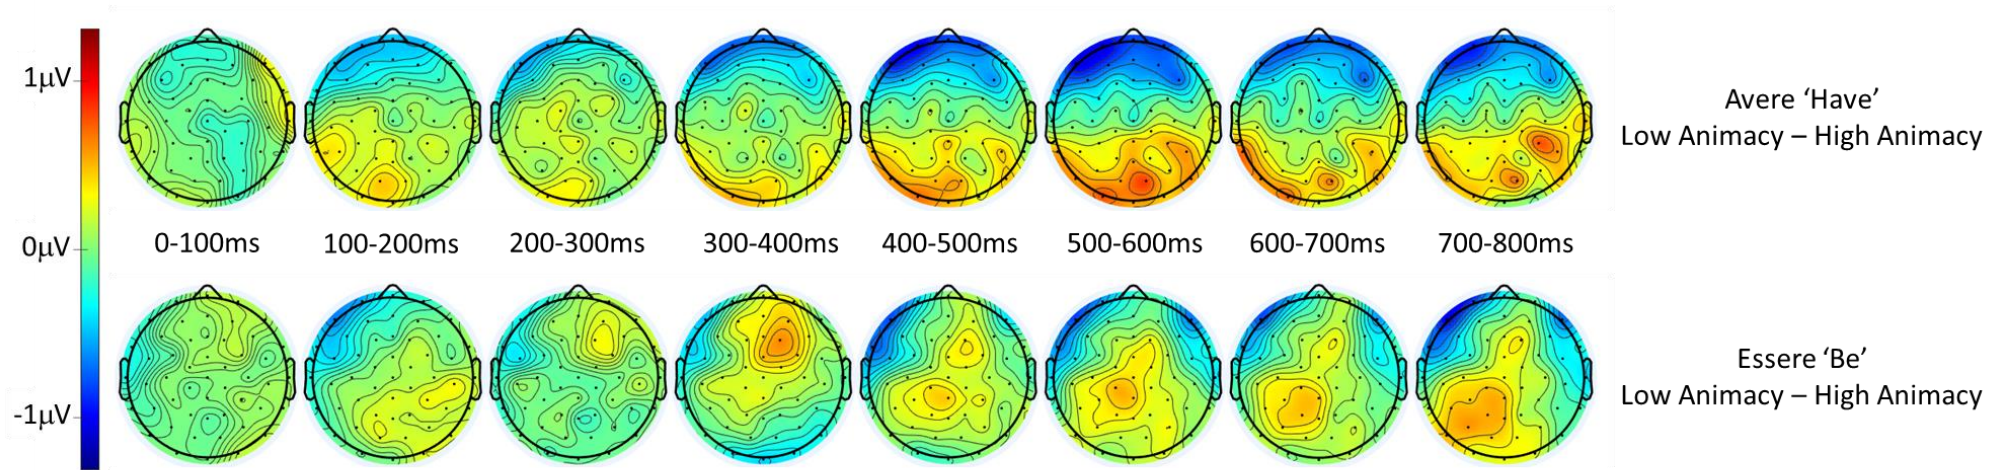 1μV
0μV
-1μV
0-100ms
100-200ms
200-300ms
300-400ms
400-500ms
500-600ms
600-700ms
700-800ms
Avere ‘Have’
Low Animacy – High Animacy
Essere ‘Be’
Low Animacy – High Animacy